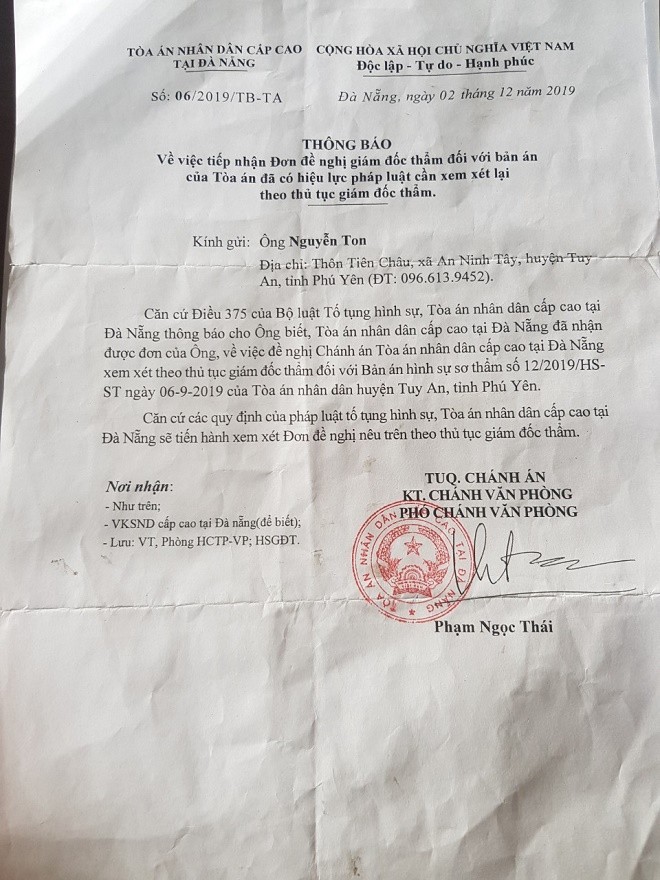 TÒA ÁN NHÂN DÂN CẤP CAO
TẠI ĐÀ NẴNG
CỘNG HÒA XÃ HỘI CHỦ NGHĨA VIỆT NAM
Độc lập - Tự do - Hạnh phúc
Số: 06/2019/TB-TA
Đà Nẵng, ngày 02 tháng 12 năm 2019
THÔNG BÁO
Về việc tiếp nhận Đơn đề nghị giám đốc thẩm đối với bản án
của Tòa án đã có hiệu lực pháp luật cần xem xét lại
theo thủ tục giám đốc thẩm.
Kính gửi: Ông Nguyễn Ton
Địa chỉ: Thôn Tiên Châu, xã An Ninh Tây, huyện Tuy
An, tỉnh Phú Yên (ĐT: 096.613.9452).
Căn cứ Điều 375 của Bộ luật Tố tụng hình sự, Tòa án nhân dân cấp cao tại
Đà Nẵng thông báo cho Ông biết, Tòa án nhân dân cấp cao tại Đà Nẵng đã nhận
được đơn của Ông, về việc đề nghị Chánh án Tòa án nhân dân cấp cao tại Đà Nẵng
xem xét theo thủ tục giám đốc thẩm đối với Bản án hình sự sơ thẩm số 12/2019/HS-
ST ngày 06-9-2019 của Tòa án nhân dân huyện Tuy An, tỉnh Phú Yên.
Căn cứ các quy định của pháp luật tố tụng hình sự, Tòa án nhân dân cấp cao tại
Đà Nẵng sẽ tiến hành xem xét Đơn đề nghị nêu trên theo thủ tục giám đốc thẩm.
Nơi nhận:
- Như trên;
- VKSND cấp cao tại Đà nẵng(để biết);
- Lưu: VT, Phòng HCTP-VP; HSGĐT.
TUQ. CHÁNH ÁN
KT. CHÁNH VĂN PHÒNG
PHÓ CHÁNH VĂN PHÒNG
TÒA ÁN NHÂN DÂN CẤP CAO TẠI ĐÀ NẴNG
Phạm Ngọc Thái